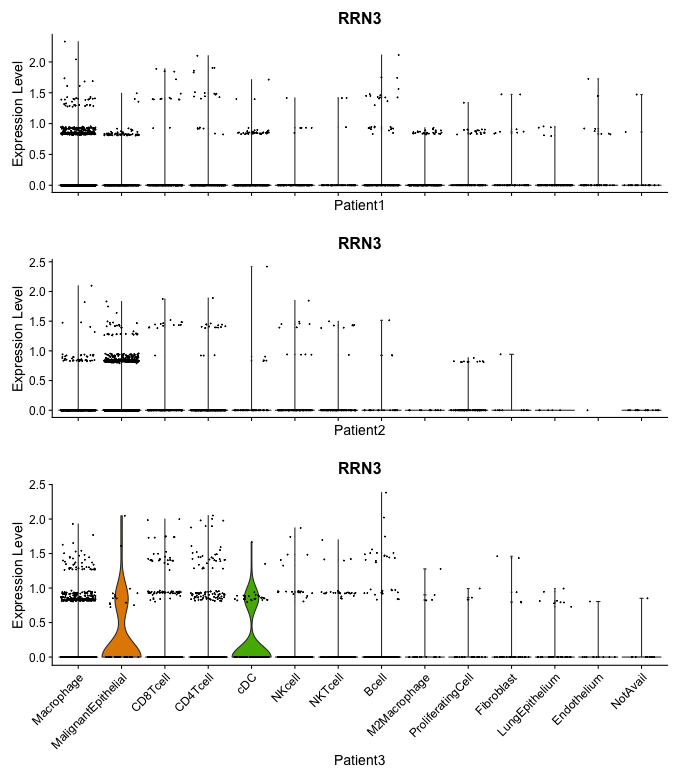 RRN3
Expression Level
2.0
1.5
1.0
0.5
0.0
Patient1
RRN3
Expression Level
2.5
2.0
1.5
1.0
0.5
0.0
Patient2
RRN3
Expression Level
2.5
2.0
1.5
1.0
0.5
0.0
Macrophage
MalignantEpithelial
CD8Tcell
CD4Tcell
cDC
NKcell
NKTcell
Bcell
M2Macrophage
ProliferatingCell
Fibroblast
LungEpithelium
Endothelium
NotAvail
Patient3